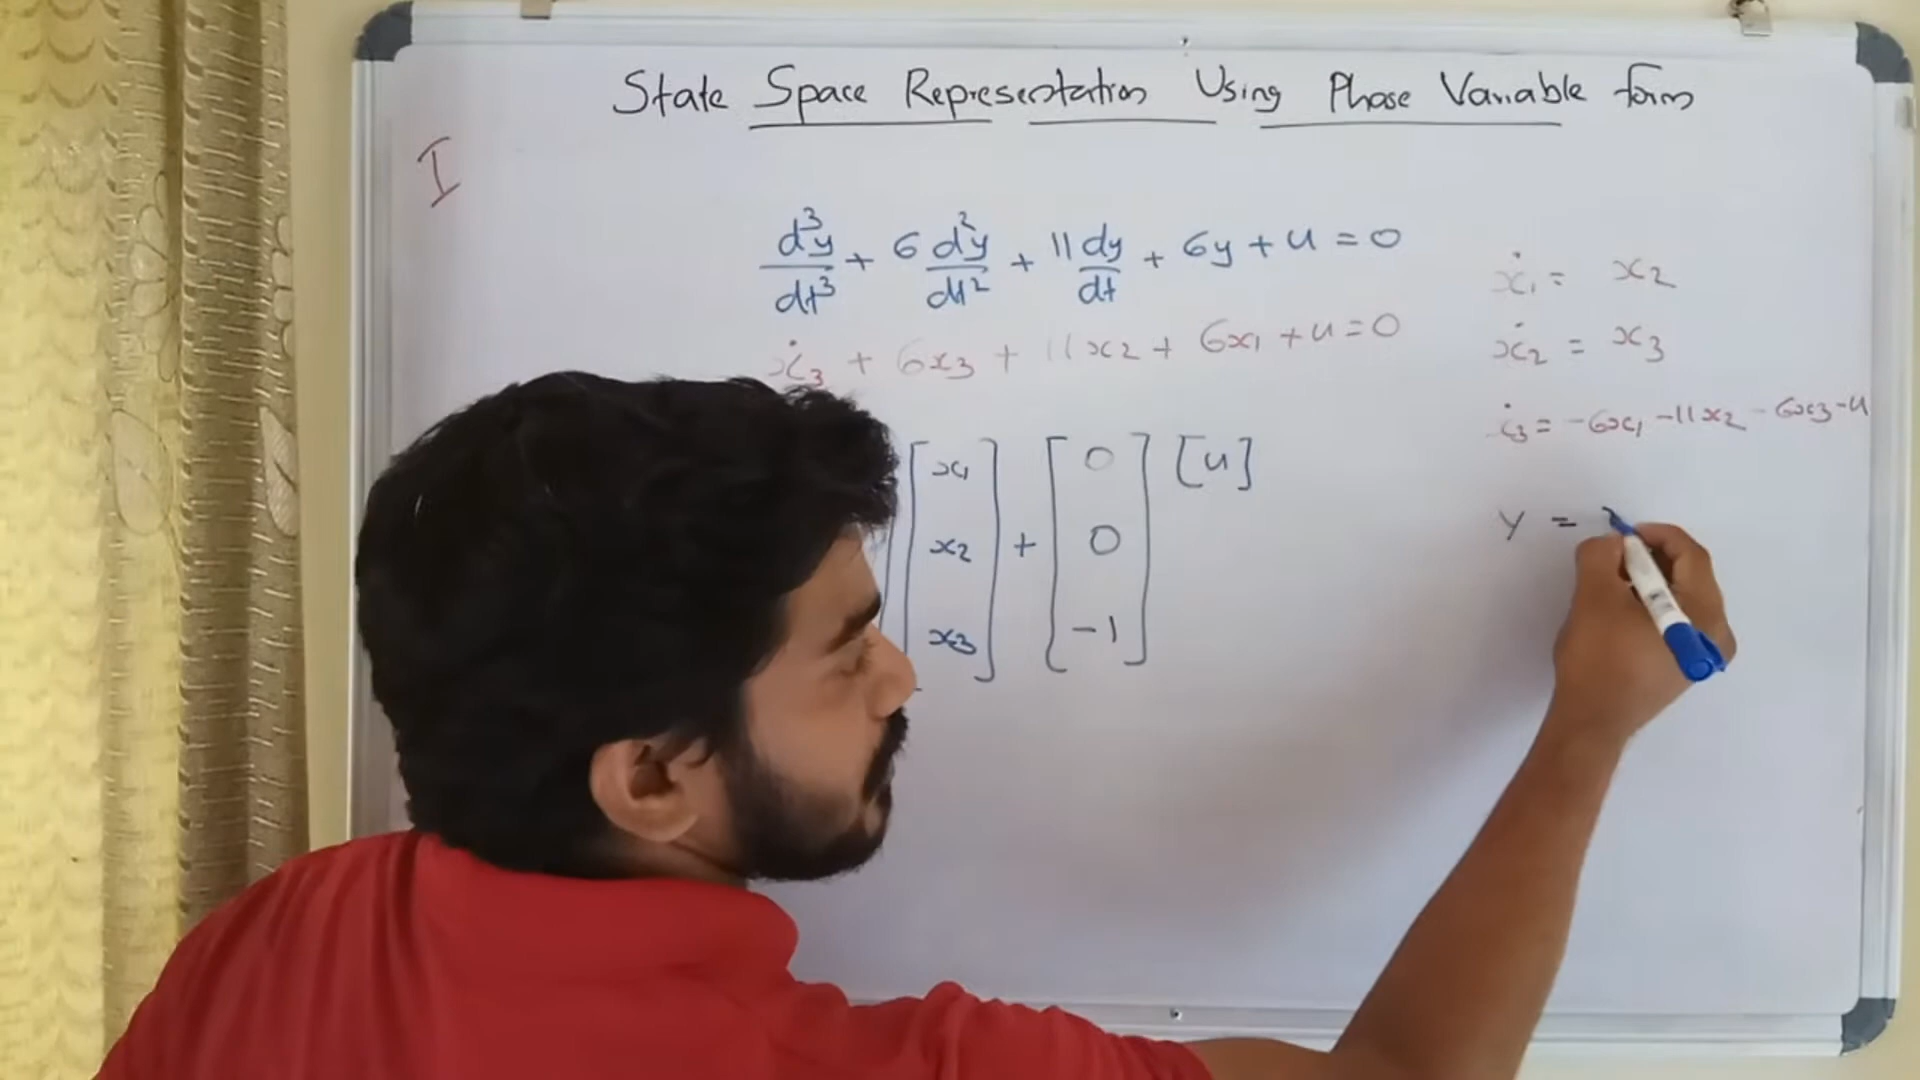 State Space Representation Using Phase Variable form
I
d³y/dt³ + 6 d²y/dt² + 11 dy/dt + 6y + u = 0
ẋ₃ + 6x₃ + 11x₂ + 6x₁ + u = 0
[x₁ x₂ x₃] + [0 0 -1] [u]
ẋ₁ = x₂
ẋ₂ = x₃
ẋ₃ = -6x₁ -11x₂ - 6x₃ - u
y =